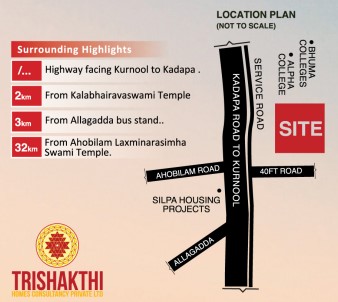 LOCATION PLAN
(NOT TO SCALE)
Surrounding Highlights
/... Highway facing Kurnool to Kadapa .
2km From Kalabhairavaswami Temple
3km From Allagadda bus stand..
32km From Ahobilam Laxminarasimha
Swami Temple.
KADAPA ROAD TO KURNOOL
SERVICE ROAD
• ALPHA
COLLEGE
• BHUMA
COLLEGES
SITE
AHOBILAM ROAD
40FT ROAD
SILPA HOUSING
PROJECTS
ALLAGADDA
TRISHAKTHI
HOMES CONSULTANCY PRIVATE LTD